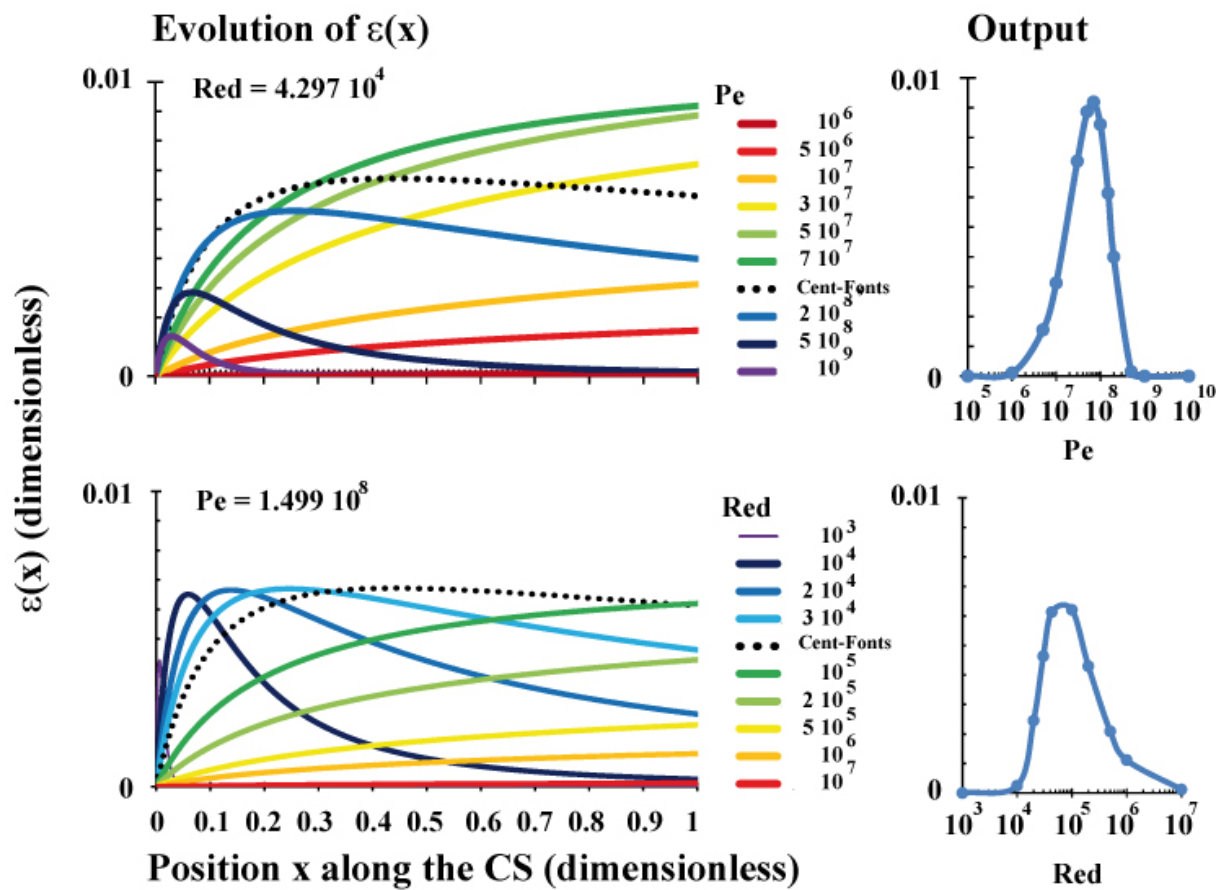 Evolution of ε(x)
Output
0.01
Red = 4.297 10^4
Pe
10^6
5 10^6
10^7
3 10^7
5 10^7
7 10^7
Cent-Fonts
2 10^8
5 10^8
10^9
0
0.01
0
10^5 10^6 10^7 10^8 10^9 10^10
Pe
ε(x) (dimensionless)
0.01
Pe = 1.499 10^8
Red
10^3
10^4
2 10^4
3 10^4
Cent-Fonts
10^5
2 10^5
5 10^5
10^6
10^7
0
0 0.1 0.2 0.3 0.4 0.5 0.6 0.7 0.8 0.9 1
Position x along the CS (dimensionless)
0.01
0
10^3 10^4 10^5 10^6 10^7
Red